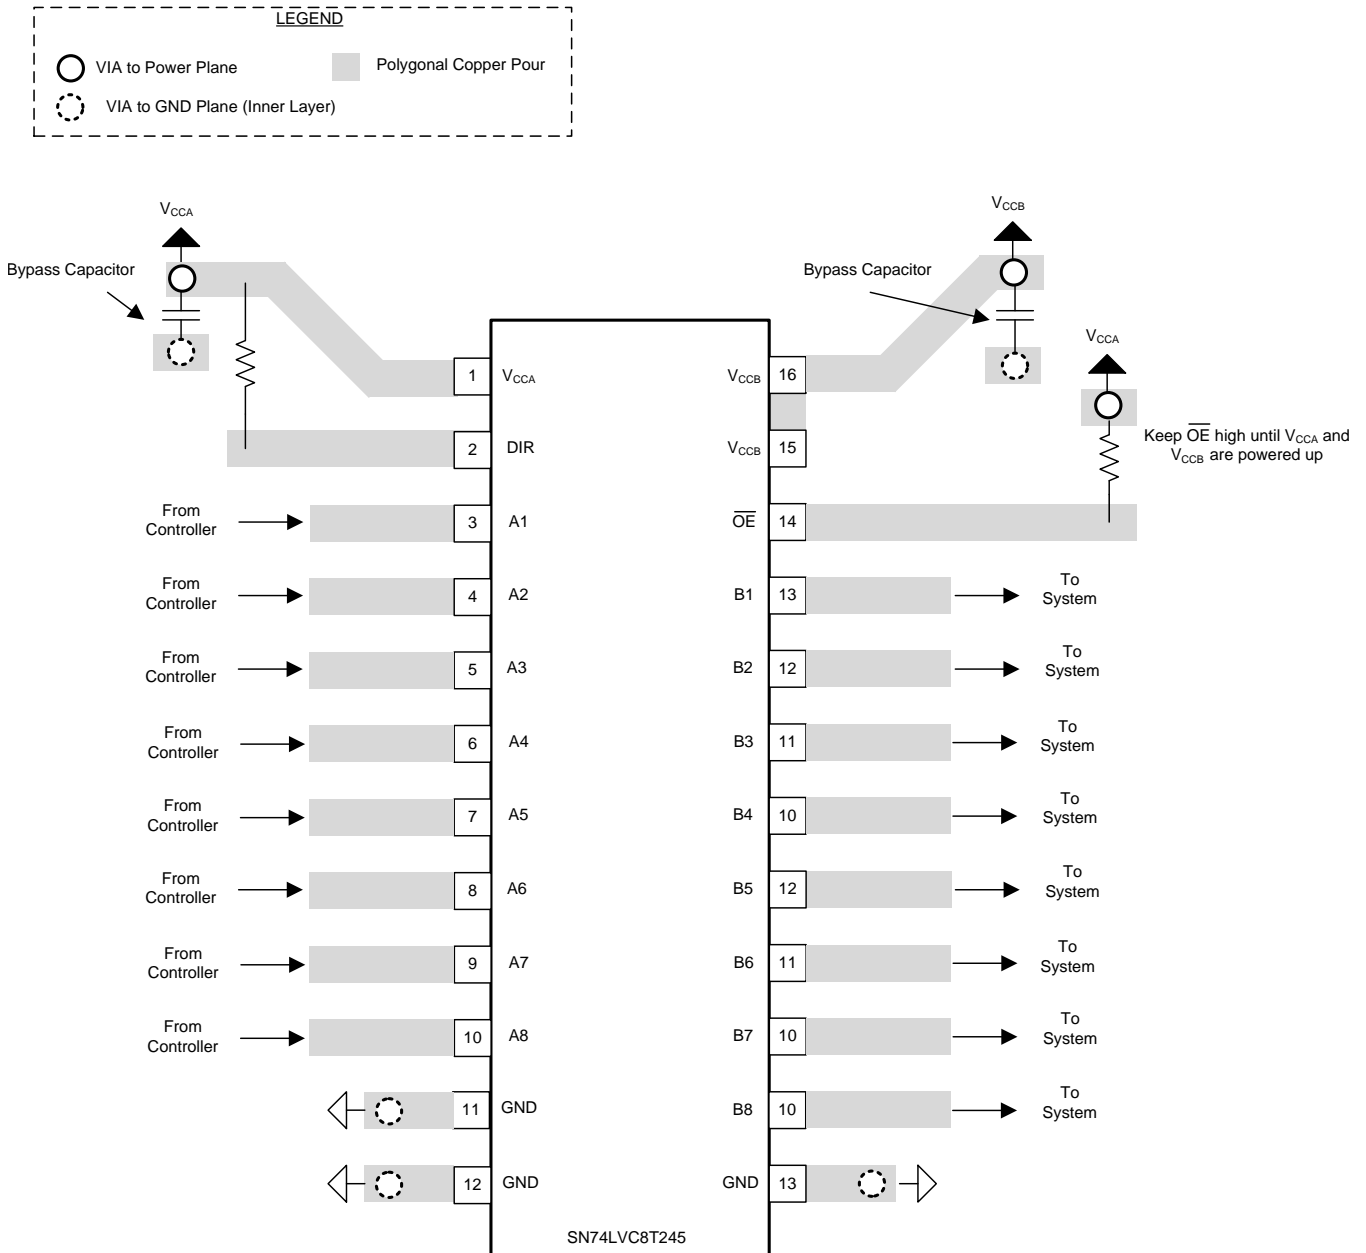 LEGEND
VIA to Power Plane
Polygonal Copper Pour
VIA to GND Plane (Inner Layer)
VCCA
Bypass Capacitor
VCCB
Bypass Capacitor
VCCA
Keep OE high until VCCA and
VCCB are powered up
1 VCCA
VCCB 16
2 DIR
VCCB 15
From
Controller
3 A1
OE 14
From
Controller
4 A2
B1 13
To
System
From
Controller
5 A3
B2 12
To
System
From
Controller
6 A4
B3 11
To
System
From
Controller
7 A5
B4 10
To
System
From
Controller
8 A6
B5 12
To
System
From
Controller
9 A7
B6 11
To
System
From
Controller
10 A8
B7 10
To
System
11 GND
B8 10
To
System
12 GND
GND 13
SN74LVC8T245